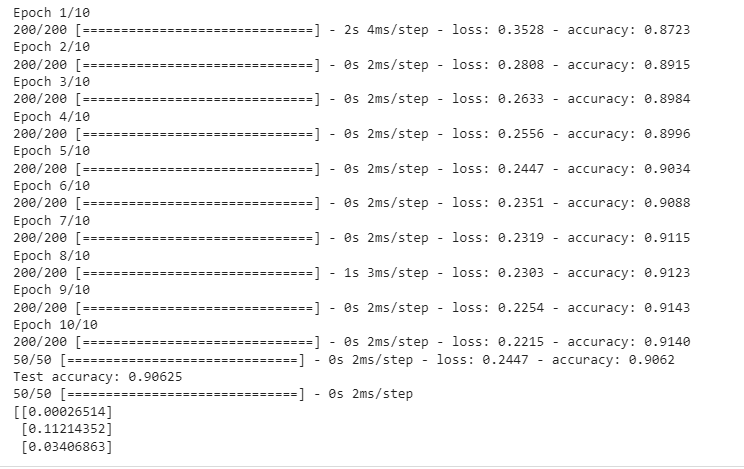 Epoch 1/10
200/200 [==============================] - 2s 4ms/step - loss: 0.3528 - accuracy: 0.8723
Epoch 2/10
200/200 [==============================] - 0s 2ms/step - loss: 0.2808 - accuracy: 0.8915
Epoch 3/10
200/200 [==============================] - 0s 2ms/step - loss: 0.2633 - accuracy: 0.8984
Epoch 4/10
200/200 [==============================] - 0s 2ms/step - loss: 0.2556 - accuracy: 0.8996
Epoch 5/10
200/200 [==============================] - 0s 2ms/step - loss: 0.2447 - accuracy: 0.9034
Epoch 6/10
200/200 [==============================] - 0s 2ms/step - loss: 0.2351 - accuracy: 0.9088
Epoch 7/10
200/200 [==============================] - 0s 2ms/step - loss: 0.2319 - accuracy: 0.9115
Epoch 8/10
200/200 [==============================] - 1s 3ms/step - loss: 0.2303 - accuracy: 0.9123
Epoch 9/10
200/200 [==============================] - 0s 2ms/step - loss: 0.2254 - accuracy: 0.9143
Epoch 10/10
200/200 [==============================] - 0s 2ms/step - loss: 0.2215 - accuracy: 0.9140
50/50 [==============================] - 0s 2ms/step - loss: 0.2447 - accuracy: 0.9062
Test accuracy: 0.90625
50/50 [==============================] - 0s 2ms/step
[[0.00026514]
 [0.11214352]
 [0.03406863]